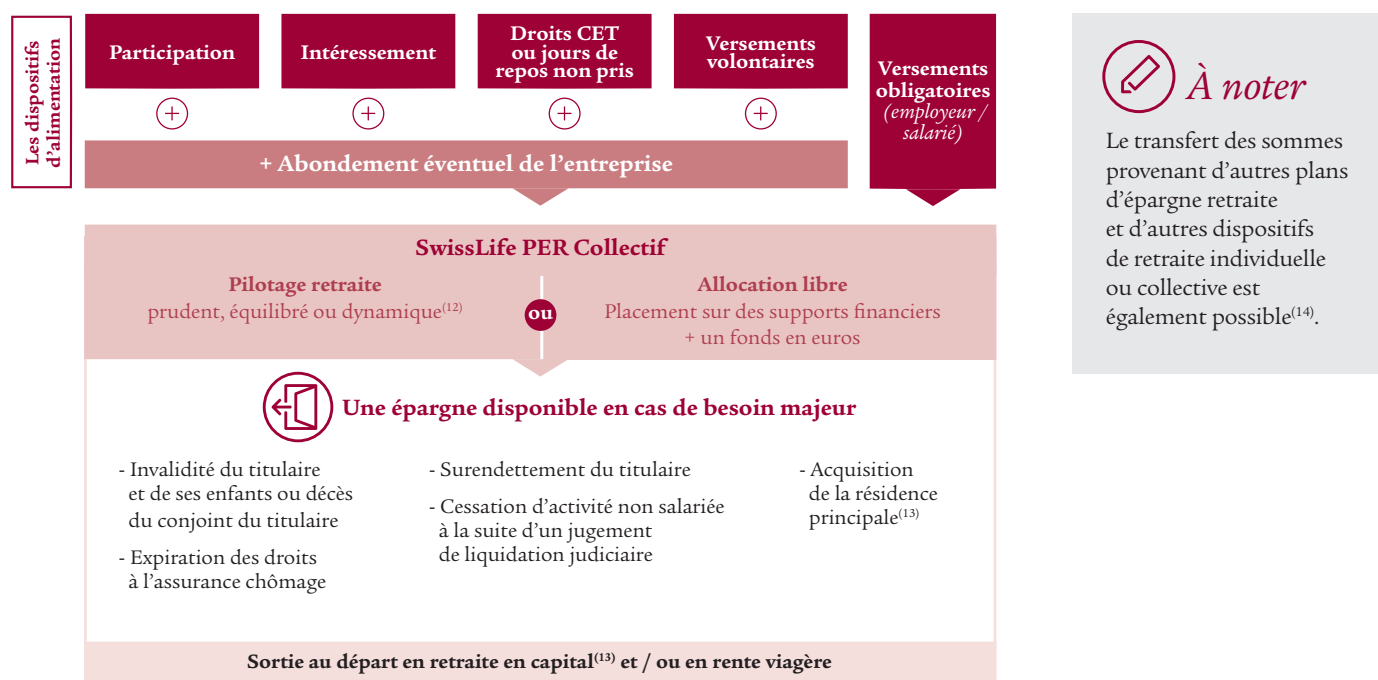 Les dispositifs
d'alimentation
Participation
Intéressement
Droits CET
ou jours de
repos non pris
Versements
volontaires
Versements
obligatoires
(employeur /
salarié)
+ Abondement éventuel de l'entreprise
SwissLife PER Collectif
Pilotage retraite
prudent, équilibré ou dynamique(12)
ou
Allocation libre
Placement sur des supports financiers
+ un fonds en euros
Une épargne disponible en cas de besoin majeur
- Invalidité du titulaire
et de ses enfants ou décès
du conjoint du titulaire
- Expiration des droits
à l'assurance chômage
- Surendettement du titulaire
- Cessation d'activité non salariée
à la suite d'un jugement
de liquidation judiciaire
- Acquisition
de la résidence
principale(13)
Sortie au départ en retraite en capital(13) et / ou en rente viagère
À noter
Le transfert des sommes
provenant d'autres plans
d'épargne retraite
et d'autres dispositifs
de retraite individuelle
ou collective est
également possible(14).